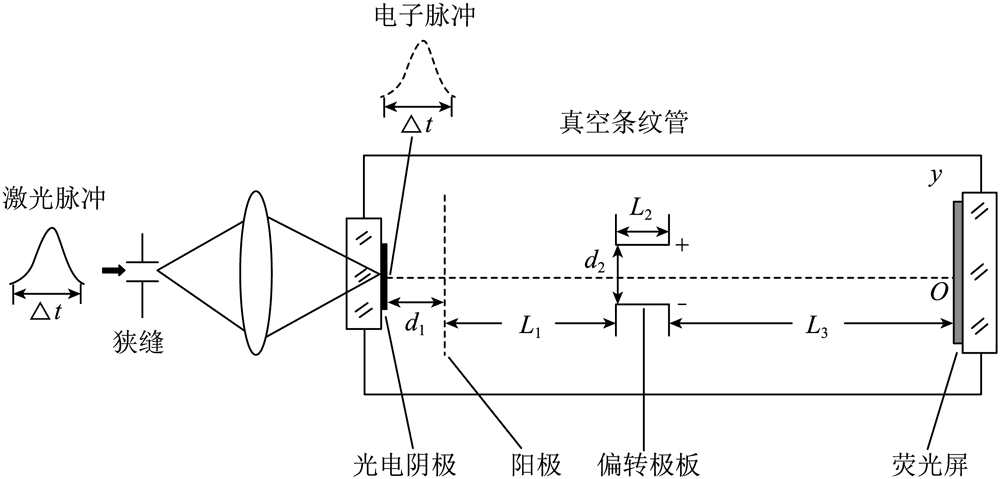 电子脉冲
△t
真空条纹管
激光脉冲
△t
狭缝
y
L₂
+
d₂
−
O
d₁
L₁
L₃
光电阴极
阳极
偏转极板
荧光屏